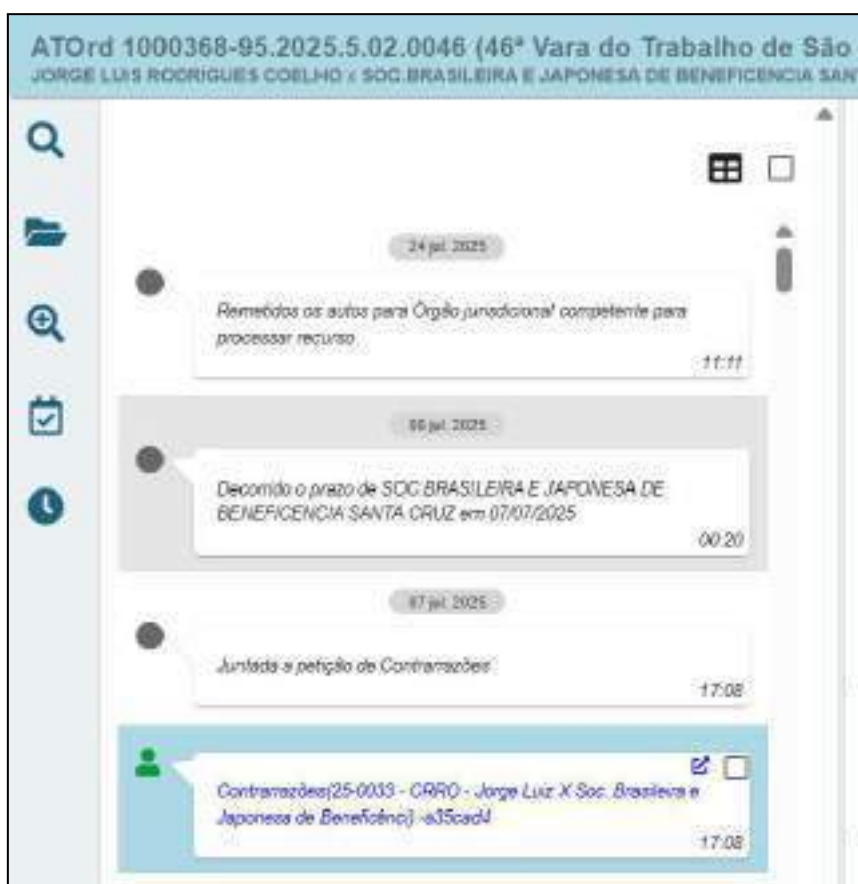 ATOrd 1000368-95.2025.5.02.0046 (46ª Vara do Trabalho de São
JORGE LUIS RODRIGUES COELHO x SOC.BRASILEIRA E JAPONESA DE BENEFICENCIA SANT
24 jul. 2025
Remetidos os autos para Órgão jurisdicional competente para
processar recurso
11:11
08 jul. 2025
Decorrido o prazo de SOC.BRASILEIRA E JAPONESA DE
BENEFICENCIA SANTA CRUZ em 07/07/2025
00:20
07 jul. 2025
Juntada a petição de Contrarrazões
17:08
Contrarrazões(25-0033 - CRRO - Jorge Luiz X Soc. Brasileira e
Japonesa de Beneficênci) -a35cad4
17:08